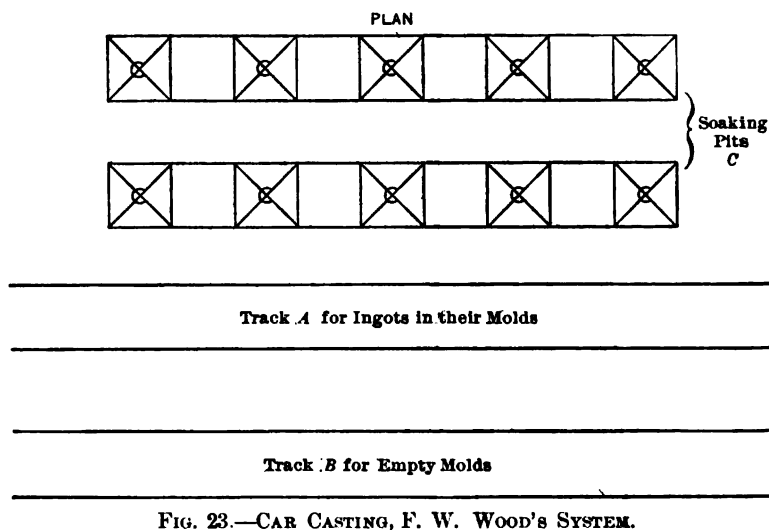 PLAN
Soaking
Pits
C
Track A for Ingots in their Molds
Track B for Empty Molds
FIG. 23.—CAR CASTING, F. W. WOOD'S SYSTEM.